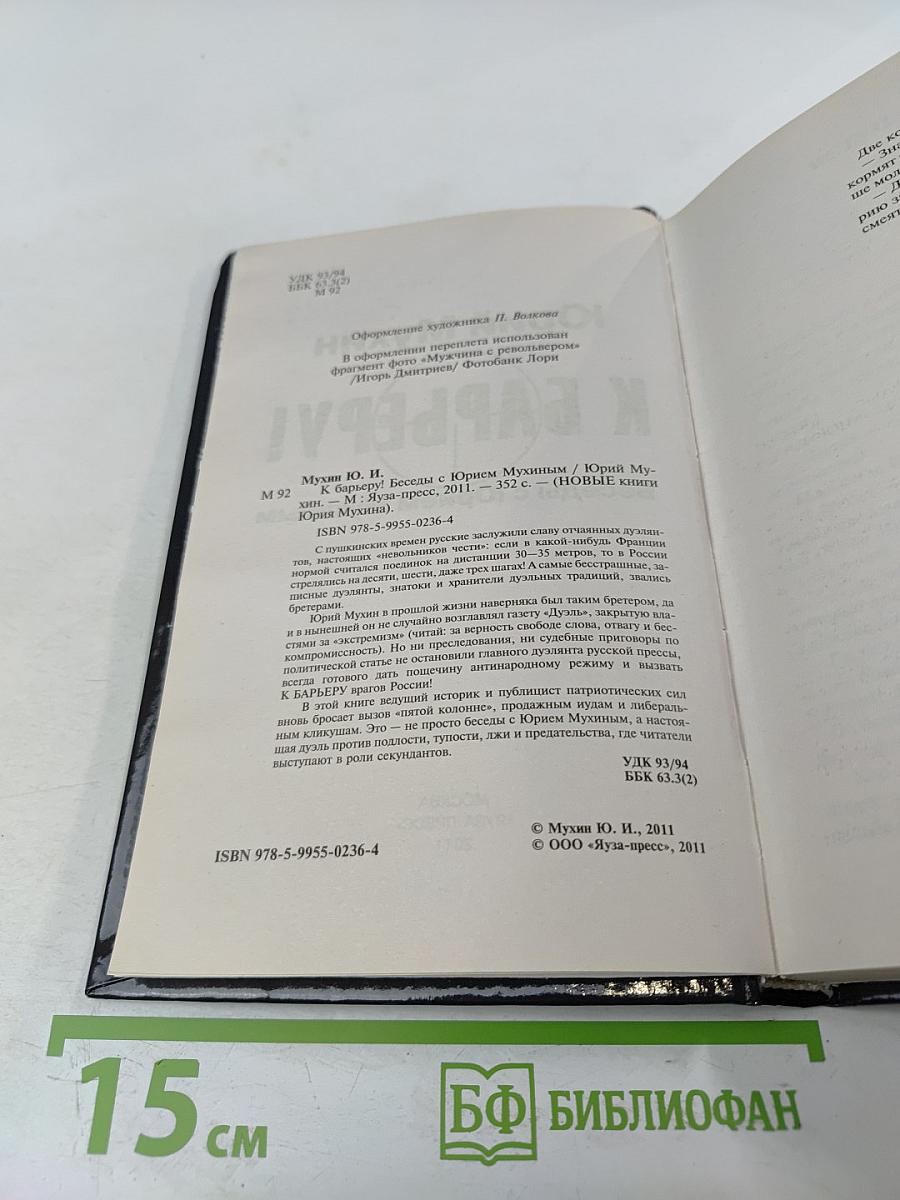 УДК 93/94
ББК 63.3(2)
М 92
Оформление художника П. Волкова
В оформлении переплета использован
фрагмент фото «Мужчина с револьвером»
/Игорь Дмитриев/ Фотобанк Лори
Мухин Ю. И.
М 92 К барьеру! Беседы с Юрием Мухиным / Юрий Му-
хин. — М : Яуза-пресс, 2011. — 352 с. — (НОВЫЕ книги
Юрия Мухина).
ISBN 978-5-9955-0236-4
С пушкинских времен русские заслужили славу отчаянных дуэлян-
тов, настоящих «невольников чести»: если в какой-нибудь Франции
нормой считался поединок на дистанции 30—35 метров, то в России
стрелялись на десяти, шести, даже трех шагах! А самые бесстрашные, за-
писные дуэлянты, знатоки и хранители дуэльных традиций, звались
бретерами.
Юрий Мухин в прошлой жизни наверняка был таким бретером, да
и в нынешней он не случайно возглавлял газету «Дуэль», закрытую вла-
стями за «экстремизм» (читай: за верность свободе слова, отвагу и бес-
компромиссность). Но ни преследования, ни судебные приговоры по
политической статье не остановили главного дуэлянта русской прессы,
всегда готового дать пощечину антинародному режиму и вызвать
К БАРЬЕРУ врагов России!
В этой книге ведущий историк и публицист патриотических сил
вновь бросает вызов «пятой колонне», продажным иудам и либераль-
ным кликушам. Это — не просто беседы с Юрием Мухиным, а настоя-
щая дуэль против подлости, тупости, лжи и предательства, где читатели
выступают в роли секундантов.
УДК 93/94
ББК 63.3(2)
© Мухин Ю. И., 2011
ISBN 978-5-9955-0236-4 © ООО «Яуза-пресс», 2011
Две
кормят
ше
рию
15 см БФ БИБЛИОФАН